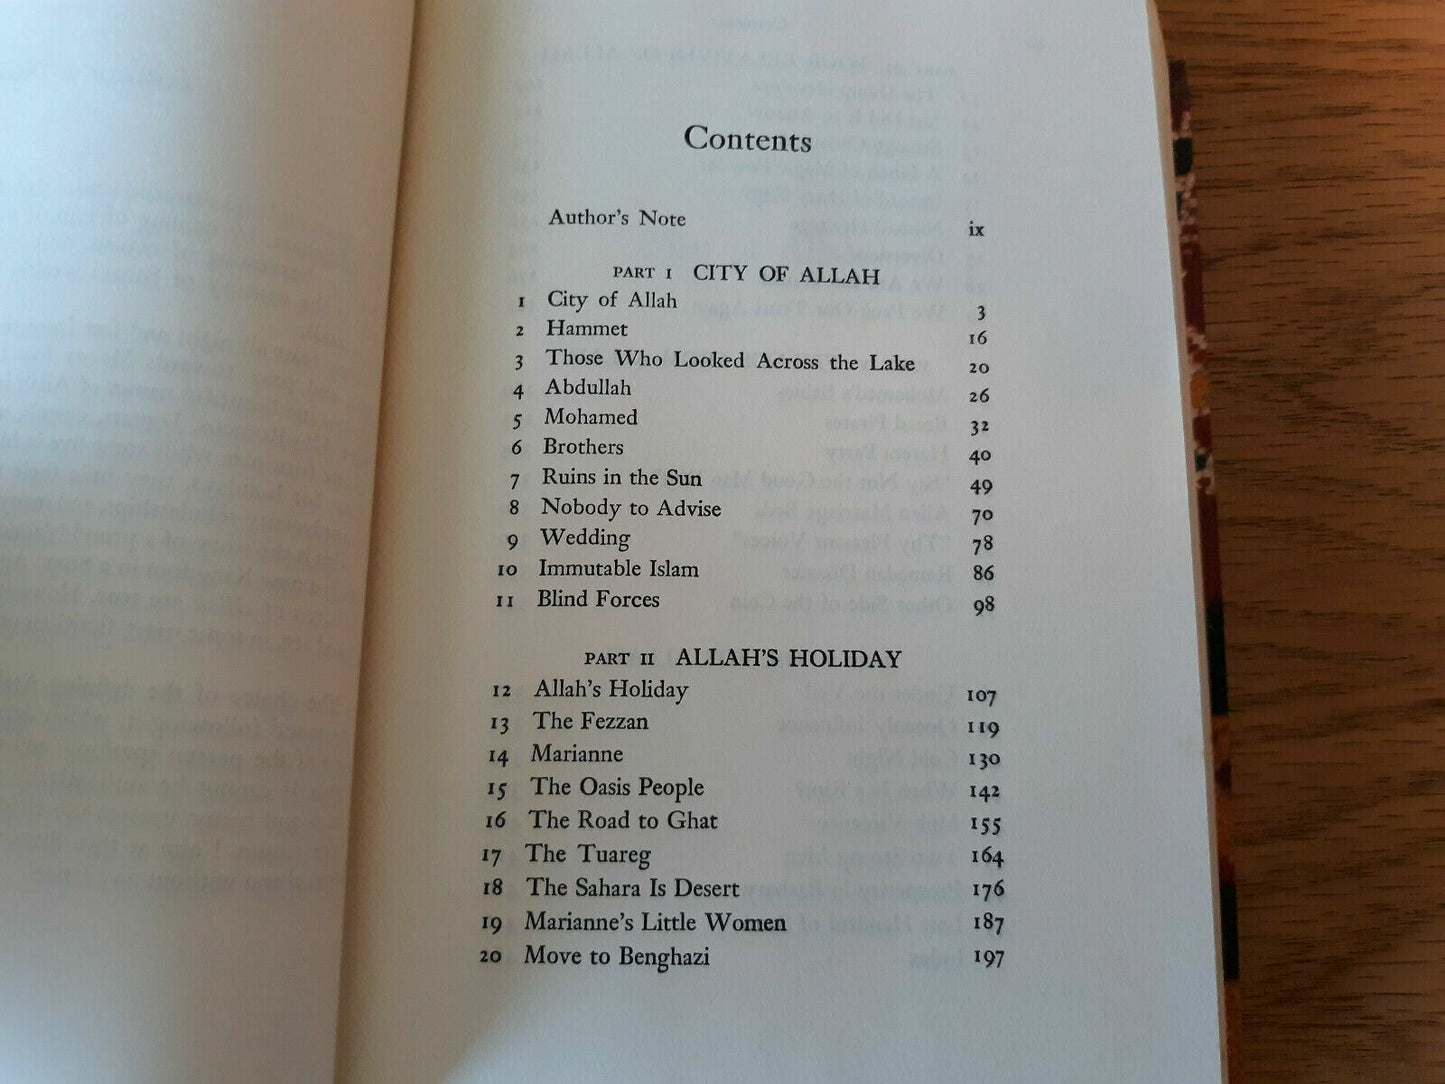 Contents
Author's Note ix
PART I CITY OF ALLAH
1 City of Allah 3
2 Hammet 16
3 Those Who Looked Across the Lake 20
4 Abdullah 26
5 Mohamed 32
6 Brothers 40
7 Ruins in the Sun 49
8 Nobody to Advise 70
9 Wedding 78
10 Immutable Islam 86
11 Blind Forces 98
PART II ALLAH'S HOLIDAY
12 Allah's Holiday 107
13 The Fezzan 119
14 Marianne 130
15 The Oasis People 142
16 The Road to Ghat 155
17 The Tuareg 164
18 The Sahara Is Desert 176
19 Marianne's Little Women 187
20 Move to Benghazi 197